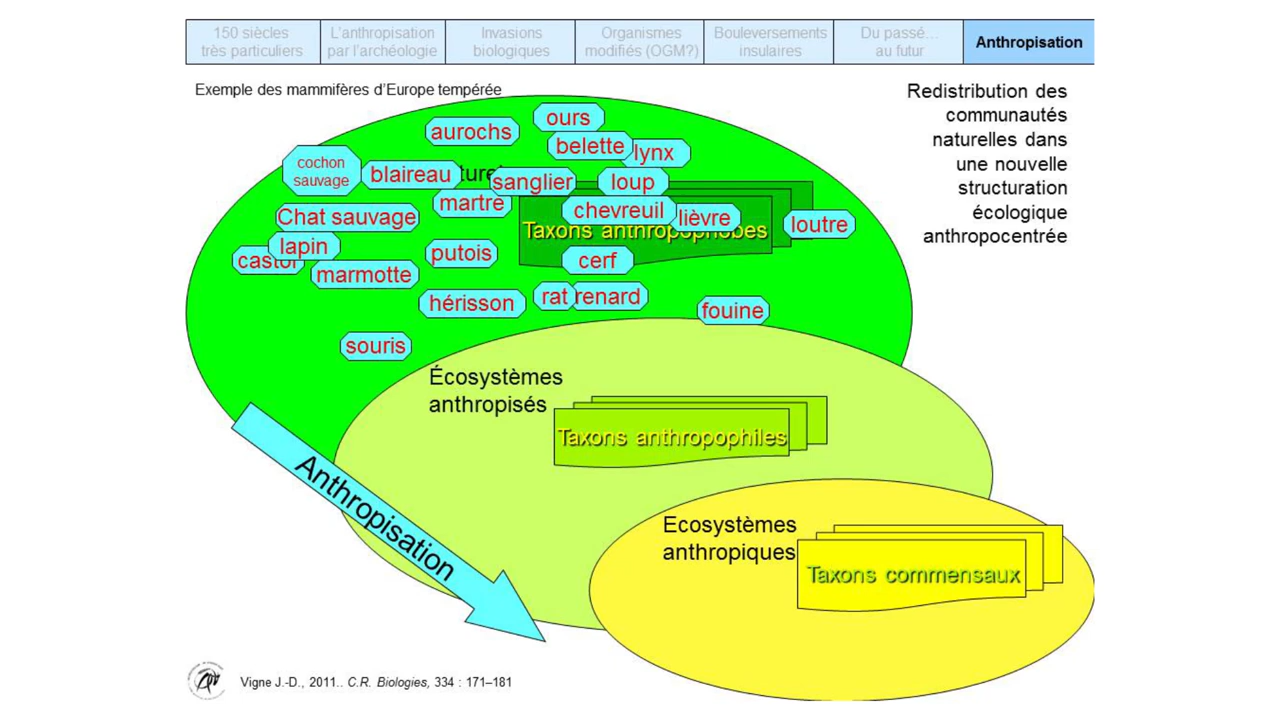 150 siècles
très particuliers
L'anthropisation
par l'archéologie
Invasions
biologiques
Organismes
modifiés (OGM?)
Bouleversements
insulaires
Du passé...
au futur
Anthropisation
Exemple des mammifères d'Europe tempérée
Redistribution des
communautés
naturelles dans
une nouvelle
structuration
écologique
anthropocentrée
ours
aurochs
belette
lynx
cochon
sauvage
blaireau
sanglier
loup
martre
chevreuil
lièvre
Chat sauvage
loutre
Taxons anthropophobes
lapin
castor
putois
cerf
marmotte
hérisson
rat
renard
fouine
souris
Écosystèmes
anthropisés
Taxons anthropophiles
Anthropisation
Ecosystèmes
anthropiques
Taxons commensaux
Vigne J.-D., 2011.. C.R. Biologies, 334 : 171–181